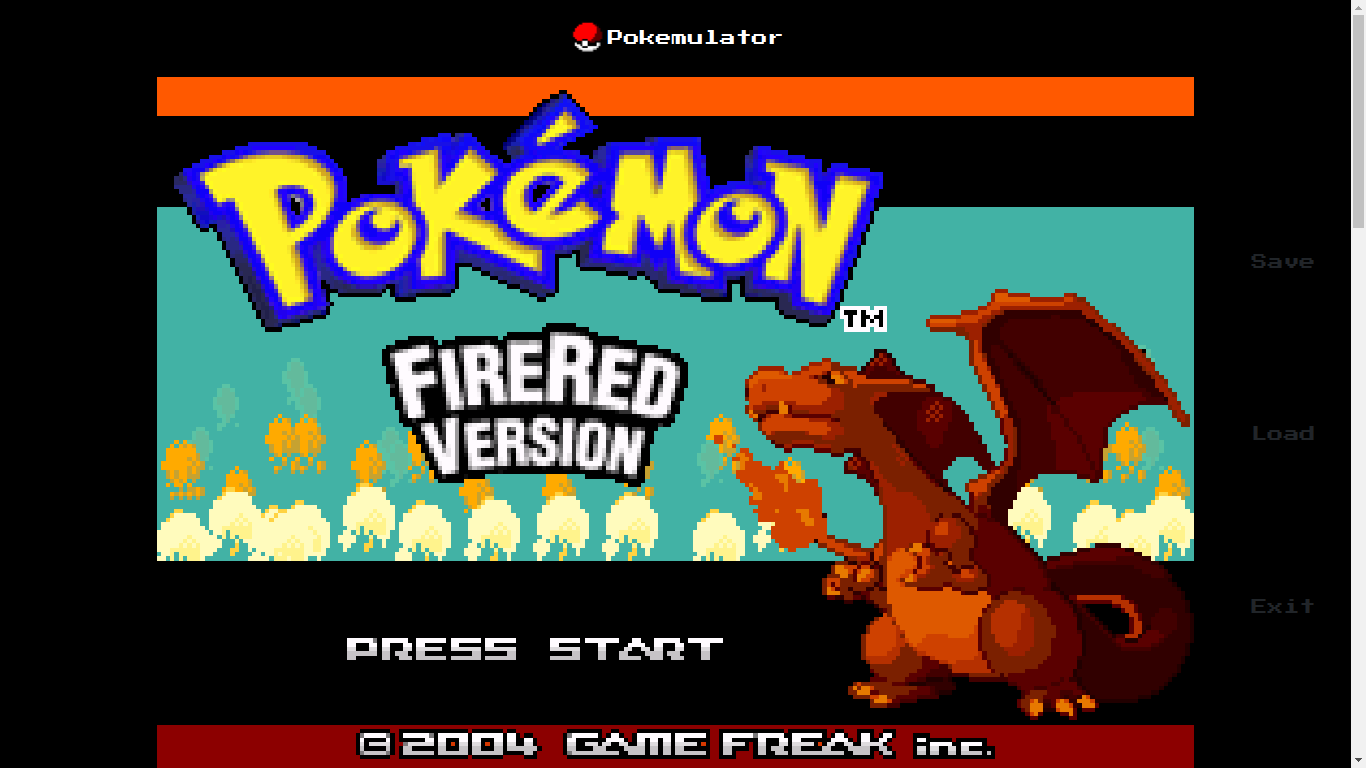 Pokemulator
POKéMON
TM
FIRERED
VERSION
Save
Load
Exit
PRESS START
© 2004 GAME FREAK inc.